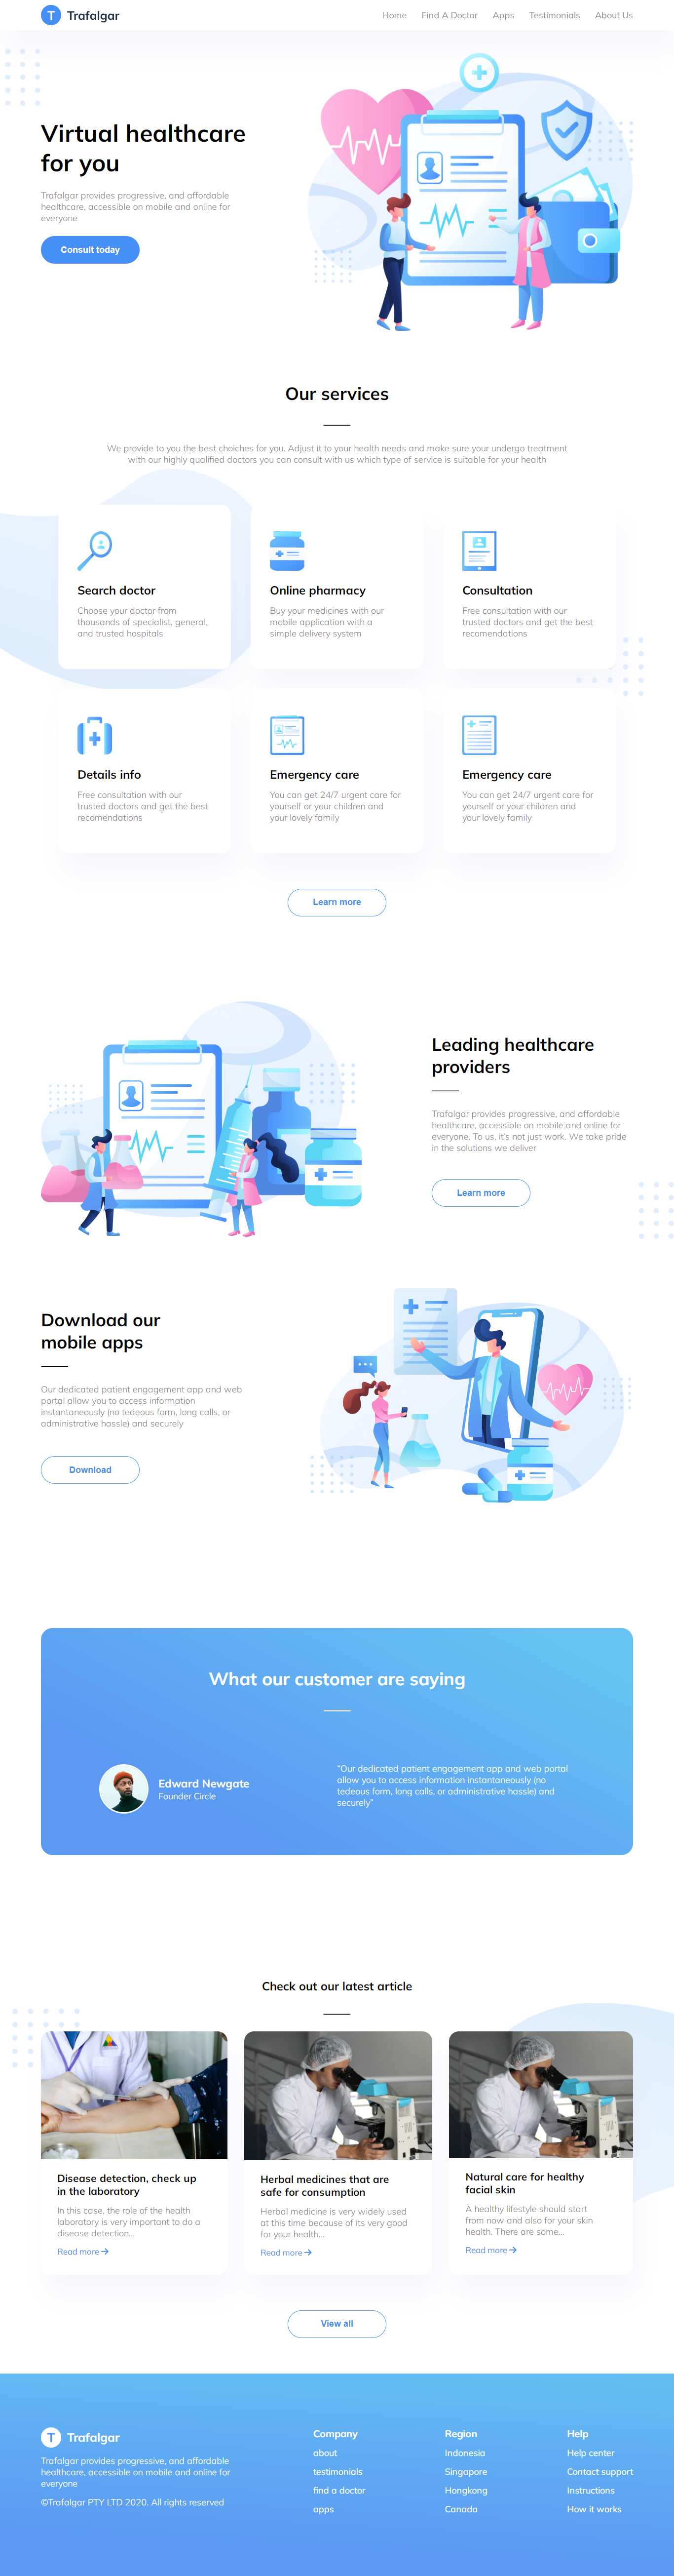 T Trafalgar
Home Find A Doctor Apps Testimonials About Us
Virtual healthcare
for you
Trafalgar provides progressive, and affordable
healthcare, accessible on mobile and online for
everyone
Consult today
Our services
We provide to you the best choiches for you. Adjust it to your health needs and make sure your undergo treatment
with our highly qualified doctors you can consult with us which type of service is suitable for your health
Search doctor
Choose your doctor from
thousands of specialist, general,
and trusted hospitals
Online pharmacy
Buy your medicines with our
mobile application with a
simple delivery system
Consultation
Free consultation with our
trusted doctors and get the best
recomendations
Details info
Free consultation with our
trusted doctors and get the best
recomendations
Emergency care
You can get 24/7 urgent care for
yourself or your children and
your lovely family
Emergency care
You can get 24/7 urgent care for
yourself or your children and
your lovely family
Learn more
Leading healthcare
providers
Trafalgar provides progressive, and affordable
healthcare, accessible on mobile and online for
everyone. To us, it's not just work. We take pride
in the solutions we deliver
Learn more
Download our
mobile apps
Our dedicated patient engagement app and web
portal allow you to access information
instantaneously (no tedeous form, long calls, or
administrative hassle) and securely
Download
What our customer are saying
Edward Newgate
Founder Circle
"Our dedicated patient engagement app and web portal
allow you to access information instantaneously (no
tedeous form, long calls, or administrative hassle) and
securely"
Check out our latest article
Disease detection, check up
in the laboratory
In this case, the role of the health
laboratory is very important to do a
disease detection...
Read more
Herbal medicines that are
safe for consumption
Herbal medicine is very widely used
at this time because of its very good
for your health...
Read more
Natural care for healthy
facial skin
A healthy lifestyle should start
from now and also for your skin
health. There are some...
Read more
View all
T Trafalgar
Trafalgar provides progressive, and affordable
healthcare, accessible on mobile and online for
everyone
©Trafalgar PTY LTD 2020. All rights reserved
Company
about
testimonials
find a doctor
apps
Region
Indonesia
Singapore
Hongkong
Canada
Help
Help center
Contact support
Instructions
How it works